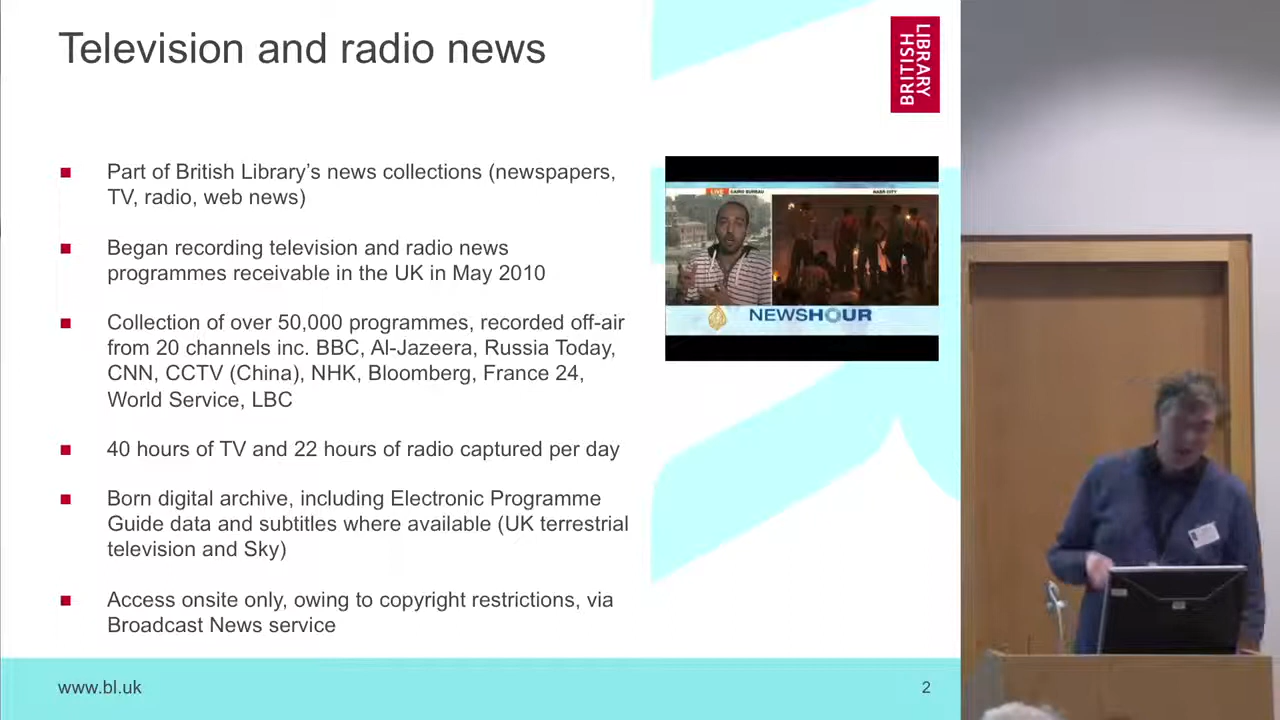 Television and radio news
LIBRARY
BRITISH
Part of British Library’s news collections (newspapers,
TV, radio, web news)
Began recording television and radio news
programmes receivable in the UK in May 2010
Collection of over 50,000 programmes, recorded off-air
from 20 channels inc. BBC, Al-Jazeera, Russia Today,
CNN, CCTV (China), NHK, Bloomberg, France 24,
World Service, LBC
40 hours of TV and 22 hours of radio captured per day
Born digital archive, including Electronic Programme
Guide data and subtitles where available (UK terrestrial
television and Sky)
Access onsite only, owing to copyright restrictions, via
Broadcast News service
LIVE CAIRO BUREAU
NASR CITY
NEWSHOUR
www.bl.uk
2